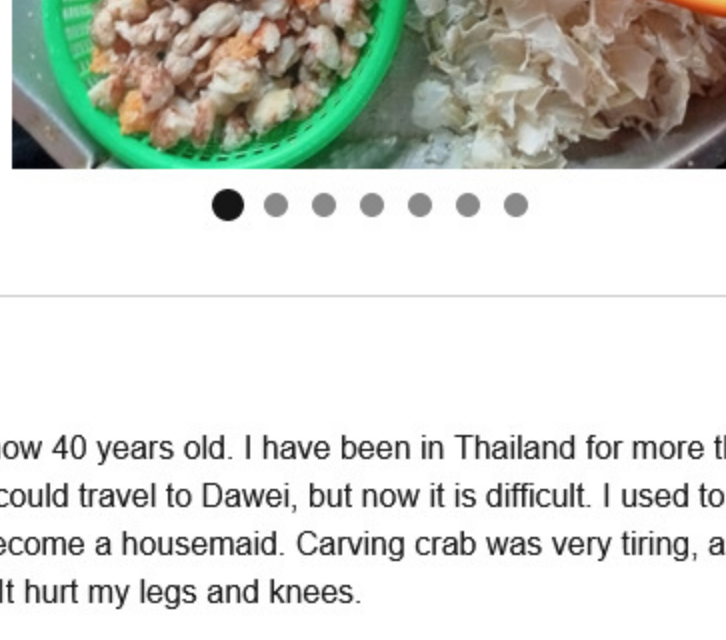 now 40 years old. I have been in Thailand for more
could travel to Dawei, but now it is difficult. I used to
become a housemaid. Carving crab was very tiring,
It hurt my legs and knees.